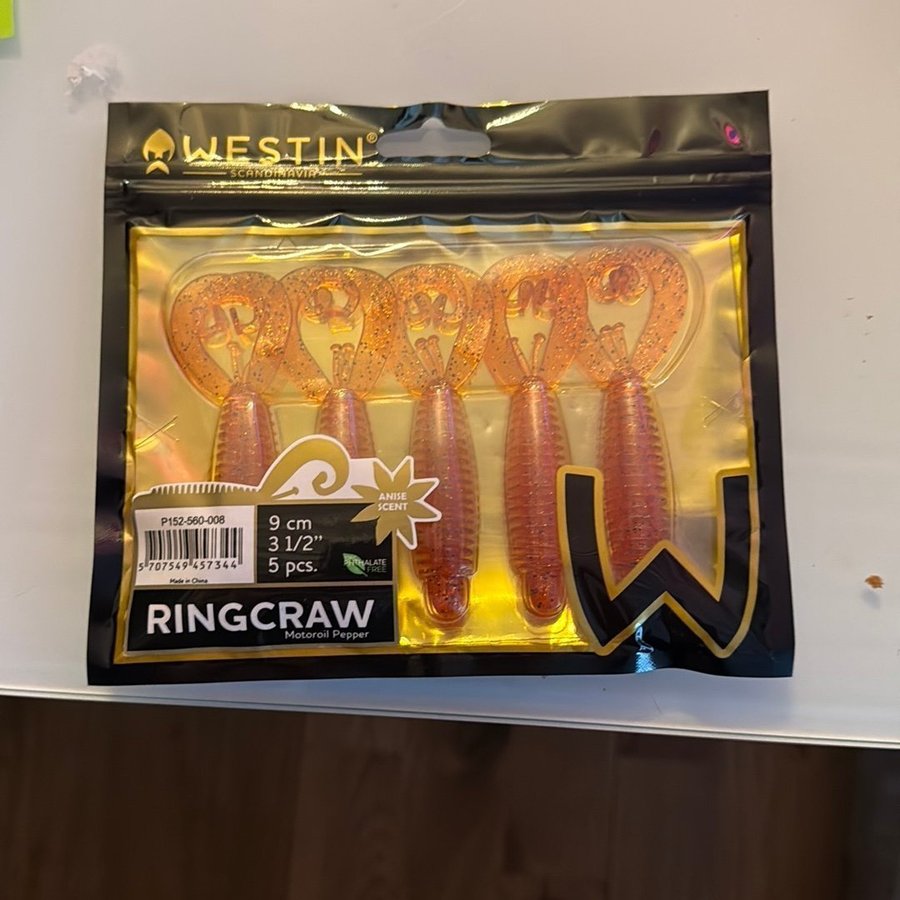 WESTIN®
SCANDINAVIA
ANISE
SCENT
P152-560-008
5 707549 457344
Made in China
9 cm
3 1/2”
5 pcs.
PHTHALATE
FREE
RINGCRAW
Motoroil Pepper
W